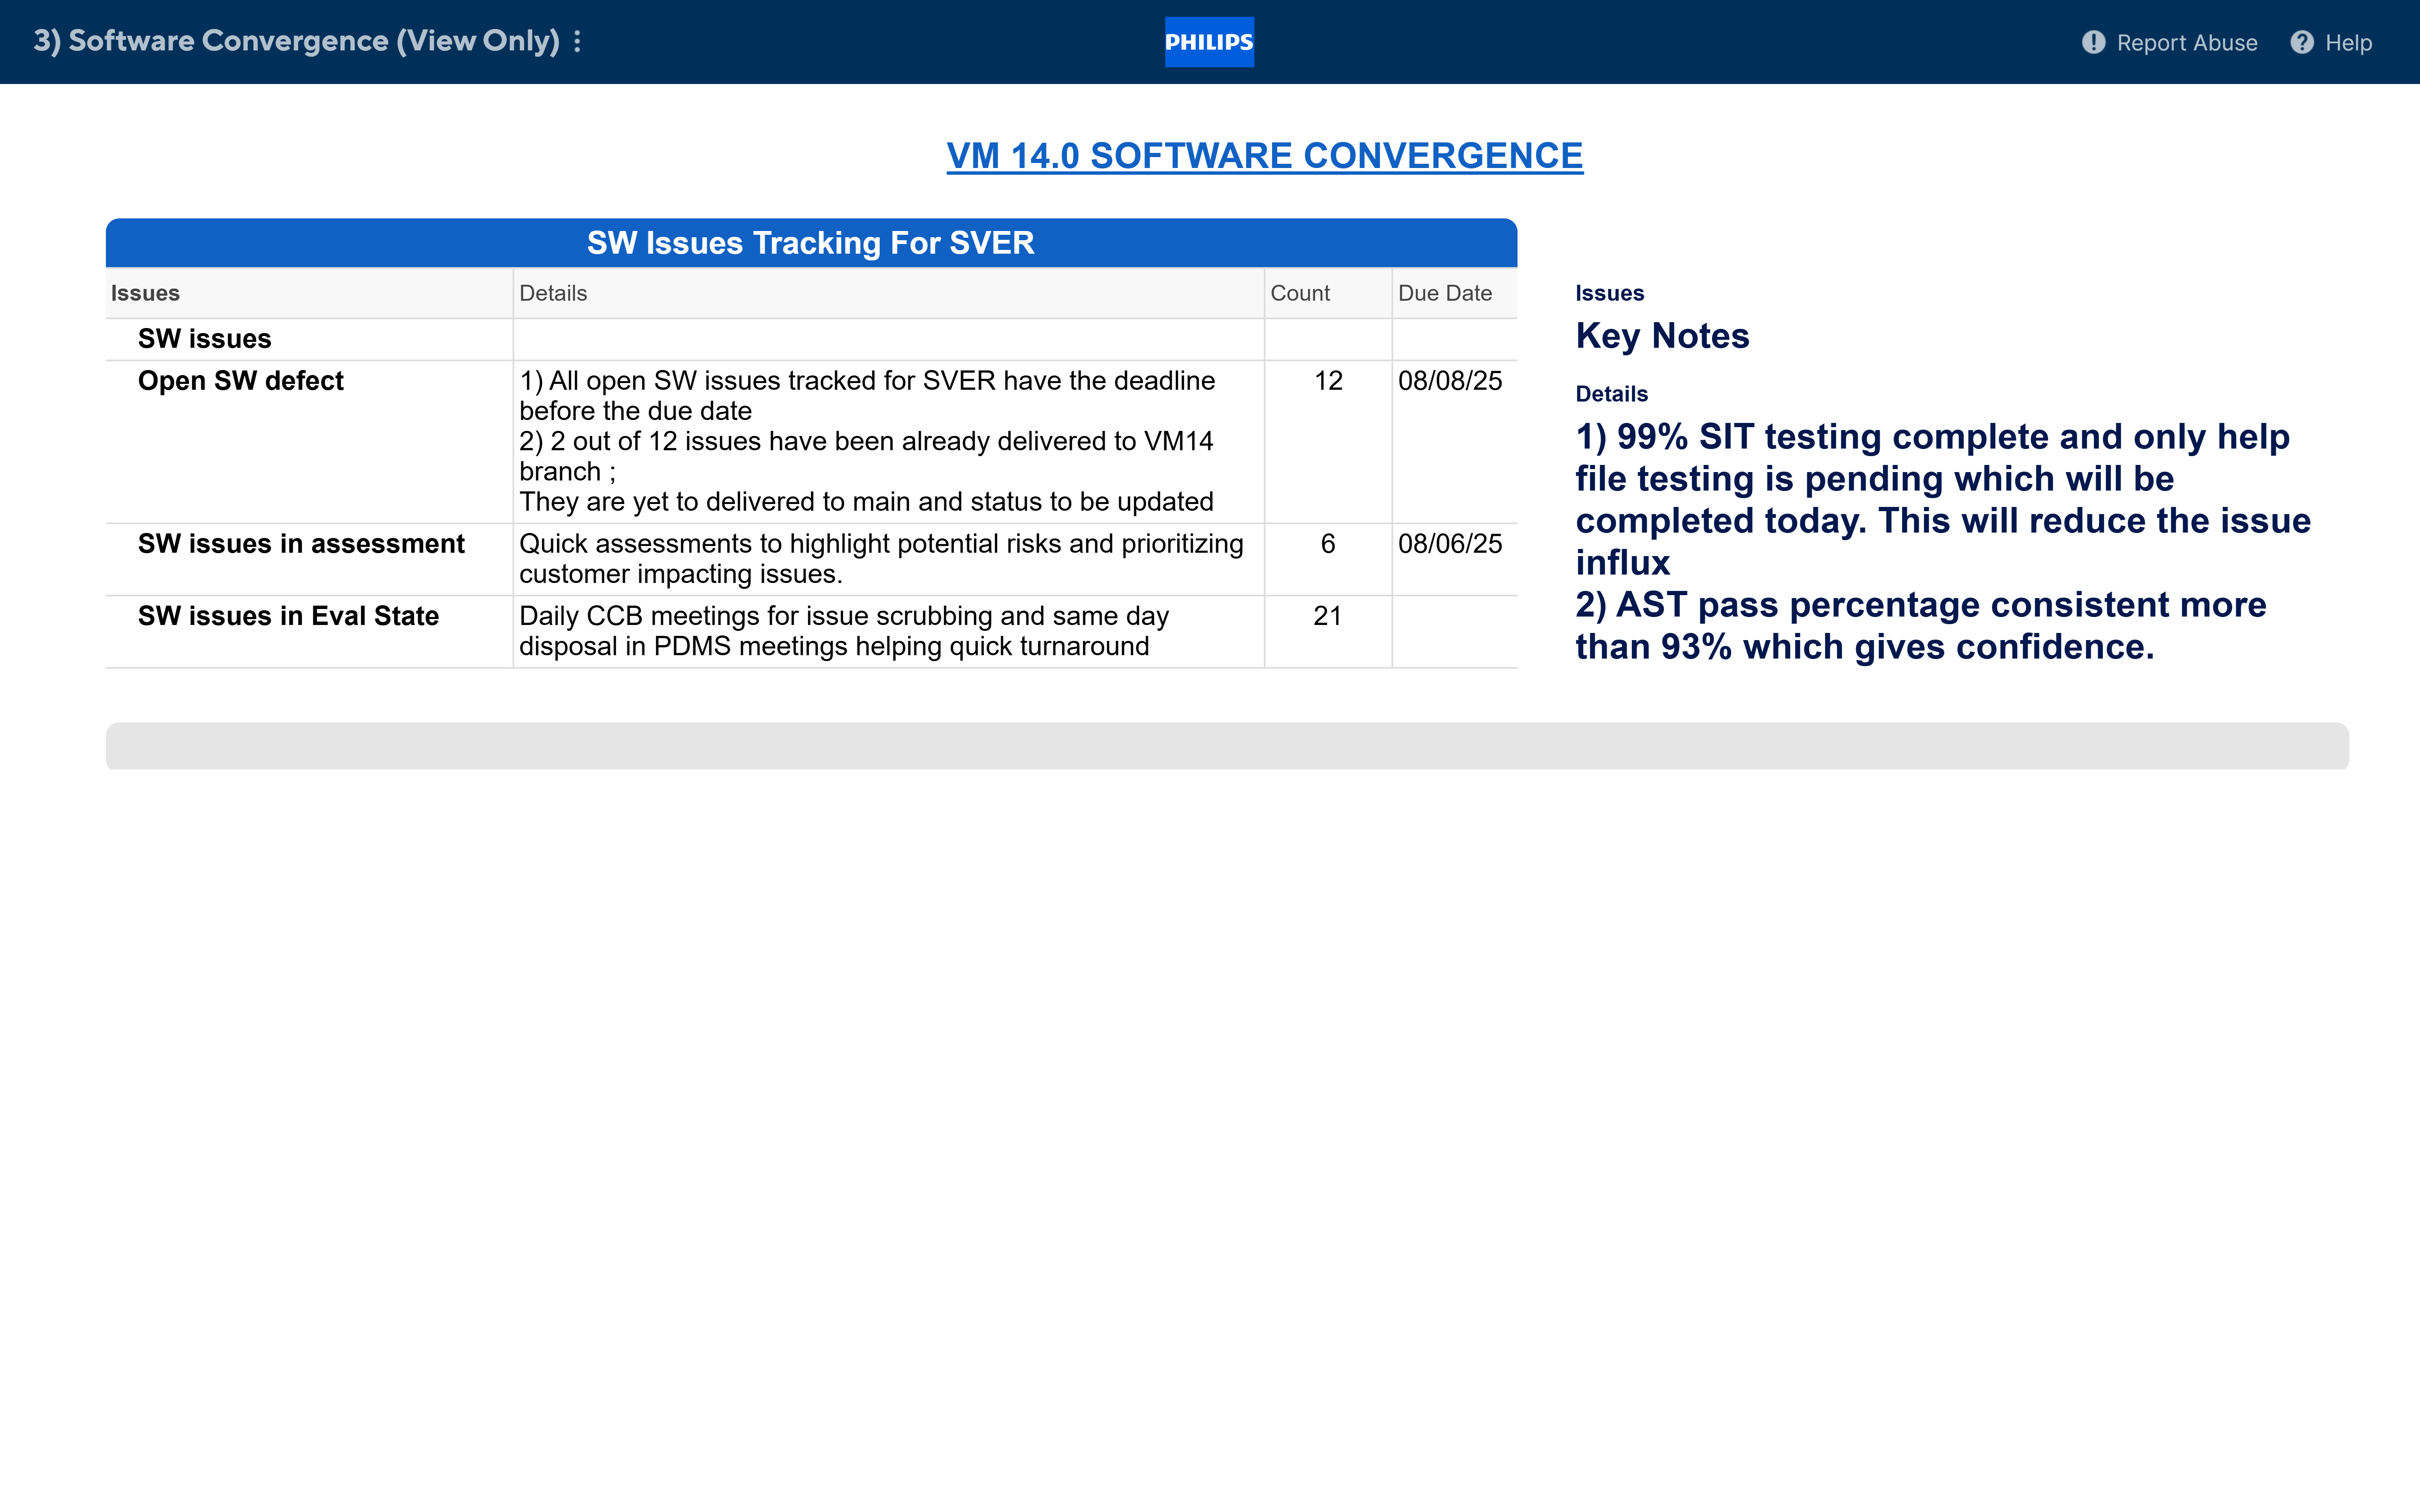 3) Software Convergence (View Only)
PHILIPS
Report Abuse
Help
VM 14.0 SOFTWARE CONVERGENCE
SW Issues Tracking For SVER
Issues
Details
Count
Due Date
SW issues
Open SW defect
1) All open SW issues tracked for SVER have the deadline
before the due date
2) 2 out of 12 issues have been already delivered to VM14
branch ;
They are yet to delivered to main and status to be updated
12
08/08/25
SW issues in assessment
Quick assessments to highlight potential risks and prioritizing
customer impacting issues.
6
08/06/25
SW issues in Eval State
Daily CCB meetings for issue scrubbing and same day
disposal in PDMS meetings helping quick turnaround
21
Issues
Key Notes
Details
1) 99% SIT testing complete and only help
file testing is pending which will be
completed today. This will reduce the issue
influx
2) AST pass percentage consistent more
than 93% which gives confidence.